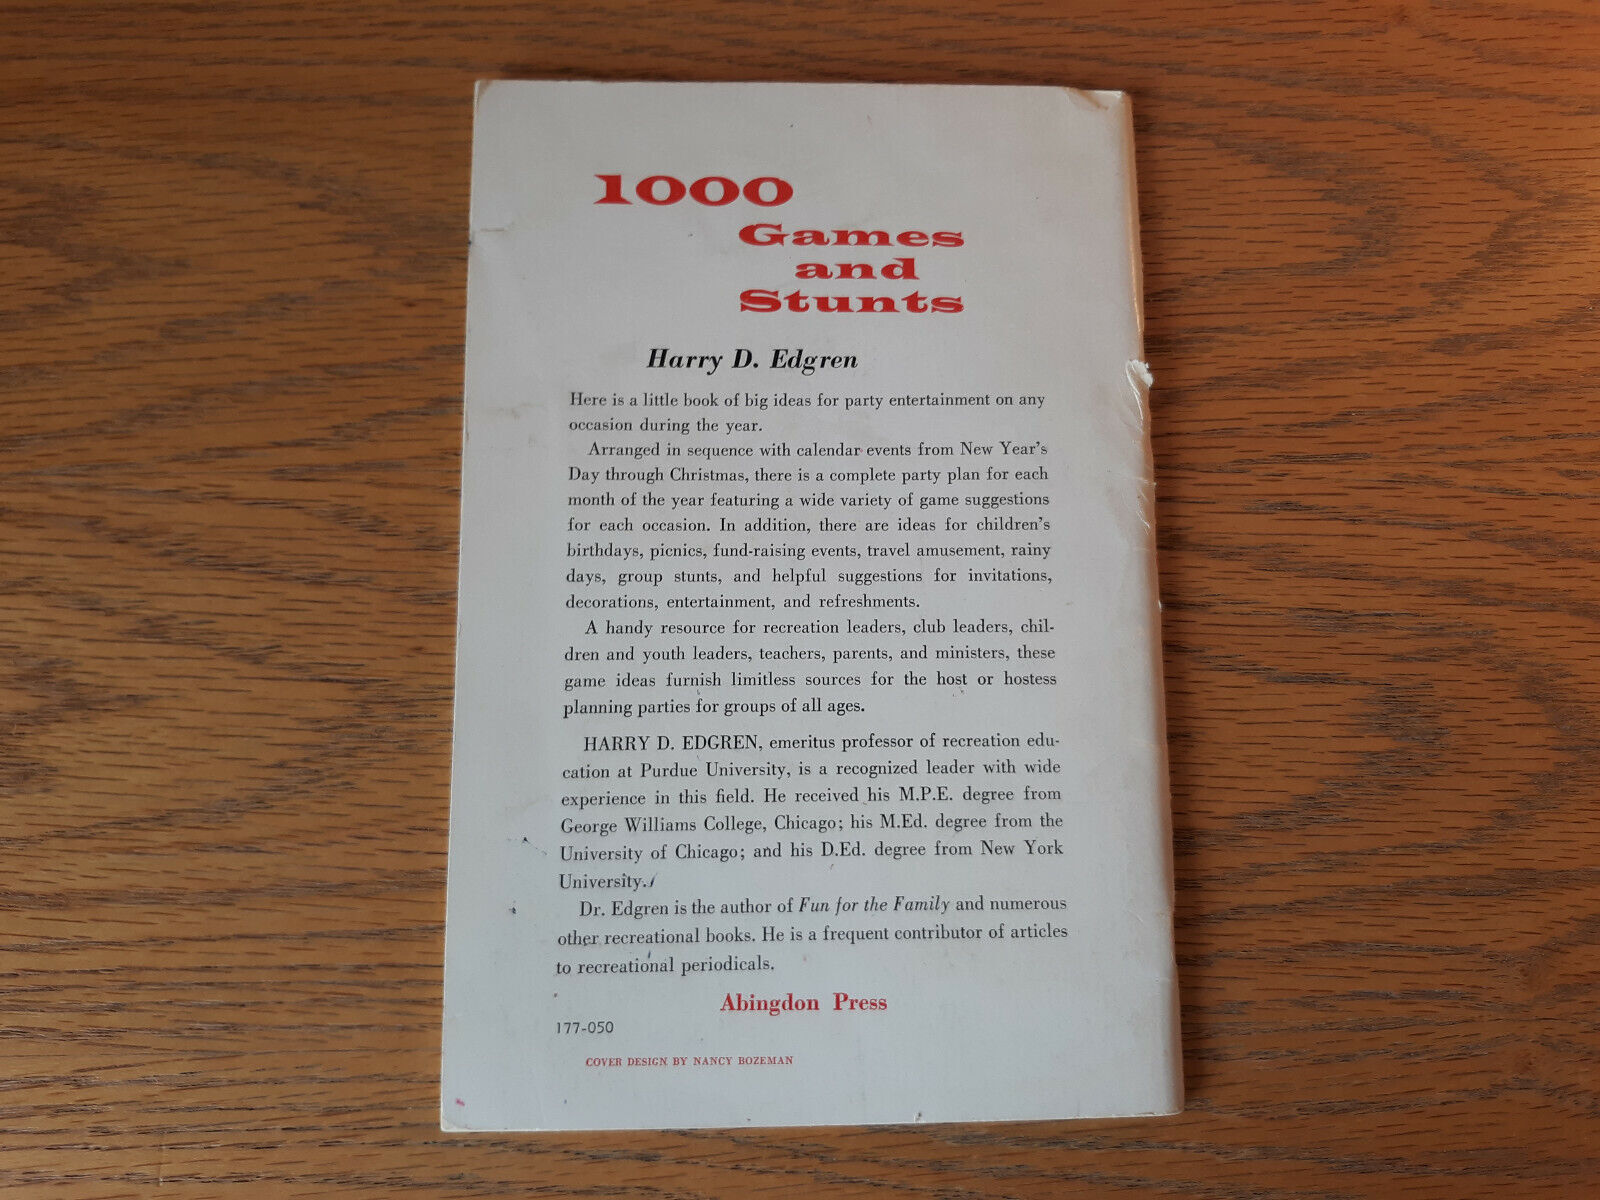 1000
Games
and
Stunts
Harry D. Edgren
Here is a little book of big ideas for party entertainment on any
occasion during the year.
Arranged in sequence with calendar events from New Year's
Day through Christmas, there is a complete party plan for each
month of the year featuring a wide variety of game suggestions
for each occasion. In addition, there are ideas for children's
birthdays, picnics, fund-raising events, travel amusement, rainy
days, group stunts, and helpful suggestions for invitations,
decorations, entertainment, and refreshments.
A handy resource for recreation leaders, club leaders, chil-
dren and youth leaders, teachers, parents, and ministers, these
game ideas furnish limitless sources for the host or hostess
planning parties for groups of all ages.
HARRY D. EDGREN, emeritus professor of recreation edu-
cation at Purdue University, is a recognized leader with wide
experience in this field. He received his M.P.E. degree from
George Williams College, Chicago; his M.Ed. degree from the
University of Chicago; and his D.Ed. degree from New York
University.
Dr. Edgren is the author of Fun for the Family and numerous
other recreational books. He is a frequent contributor of articles
to recreational periodicals.
Abingdon Press
177-050
COVER DESIGN BY NANCY BOZEMAN